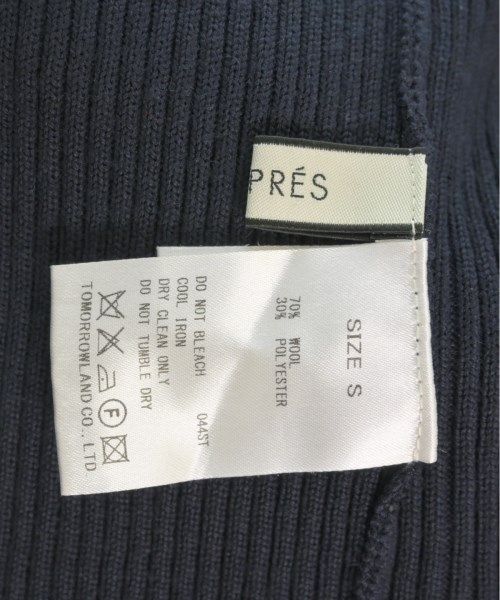 PRÉS
SIZE S
70% WOOL
30% POLYESTER
DO NOT BLEACH
COOL IRON
DRY CLEAN ONLY
DO NOT TUMBLE DRY
044ST
F
TOMORROWLAND CO., LTD.